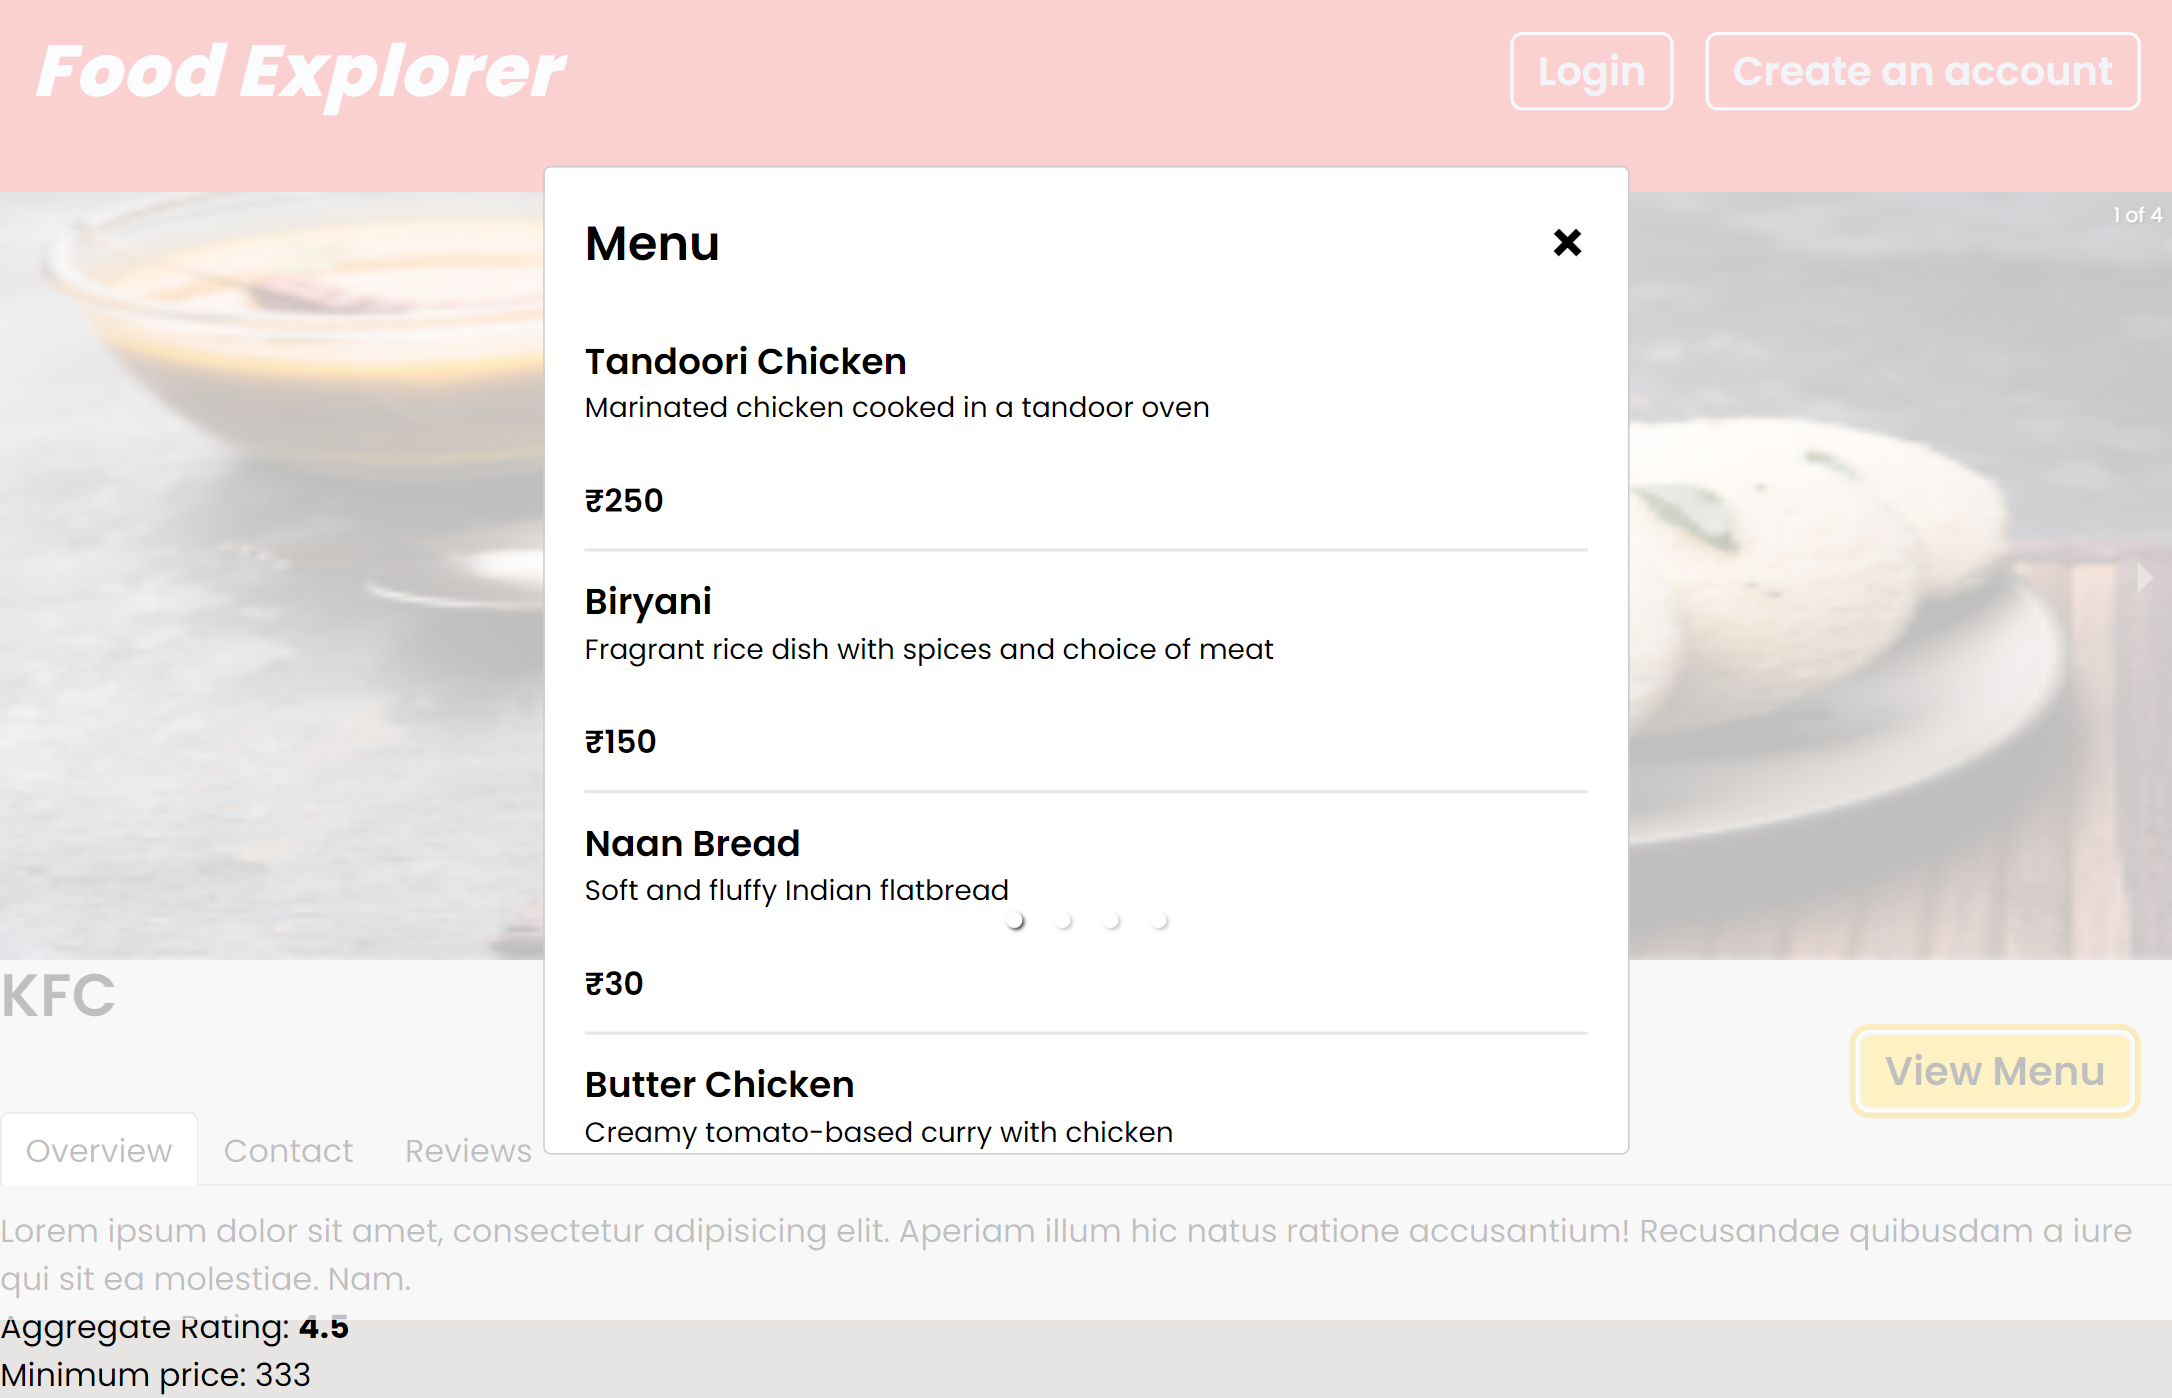 Food Explorer
Login
Create an account
1 of 4
Menu
Tandoori Chicken
Marinated chicken cooked in a tandoor oven
₹250
Biryani
Fragrant rice dish with spices and choice of meat
₹150
Naan Bread
Soft and fluffy Indian flatbread
₹30
Butter Chicken
Creamy tomato-based curry with chicken
KFC
View Menu
Overview
Contact
Reviews
Lorem ipsum dolor sit amet, consectetur adipisicing elit. Aperiam illum hic natus ratione accusantium! Recusandae quibusdam a iure
qui sit ea molestiae. Nam.
Aggregate Rating: 4.5
Minimum price: 333